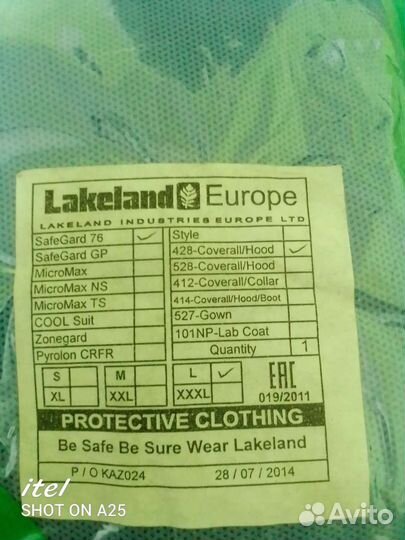 Lakeland Europe
LAKELAND INDUSTRIES EUROPE LTD
SafeGard 76
SafeGard GP
MicroMax
MicroMax NS
MicroMax TS
COOL Suit
Zonegard
Pyrolon CRFR
Style
428-Coverall/Hood
528-Coverall/Hood
412-Coverall/Collar
414-Coverall/Hood/Boot
527-Gown
101NP-Lab Coat
Quantity 1
S M L
XL XXL XXXL
EAC
019/2011
PROTECTIVE CLOTHING
Be Safe Be Sure Wear Lakeland
P / O KAZ024 28 / 07 / 2014
itel
SHOT ON A25
Avito